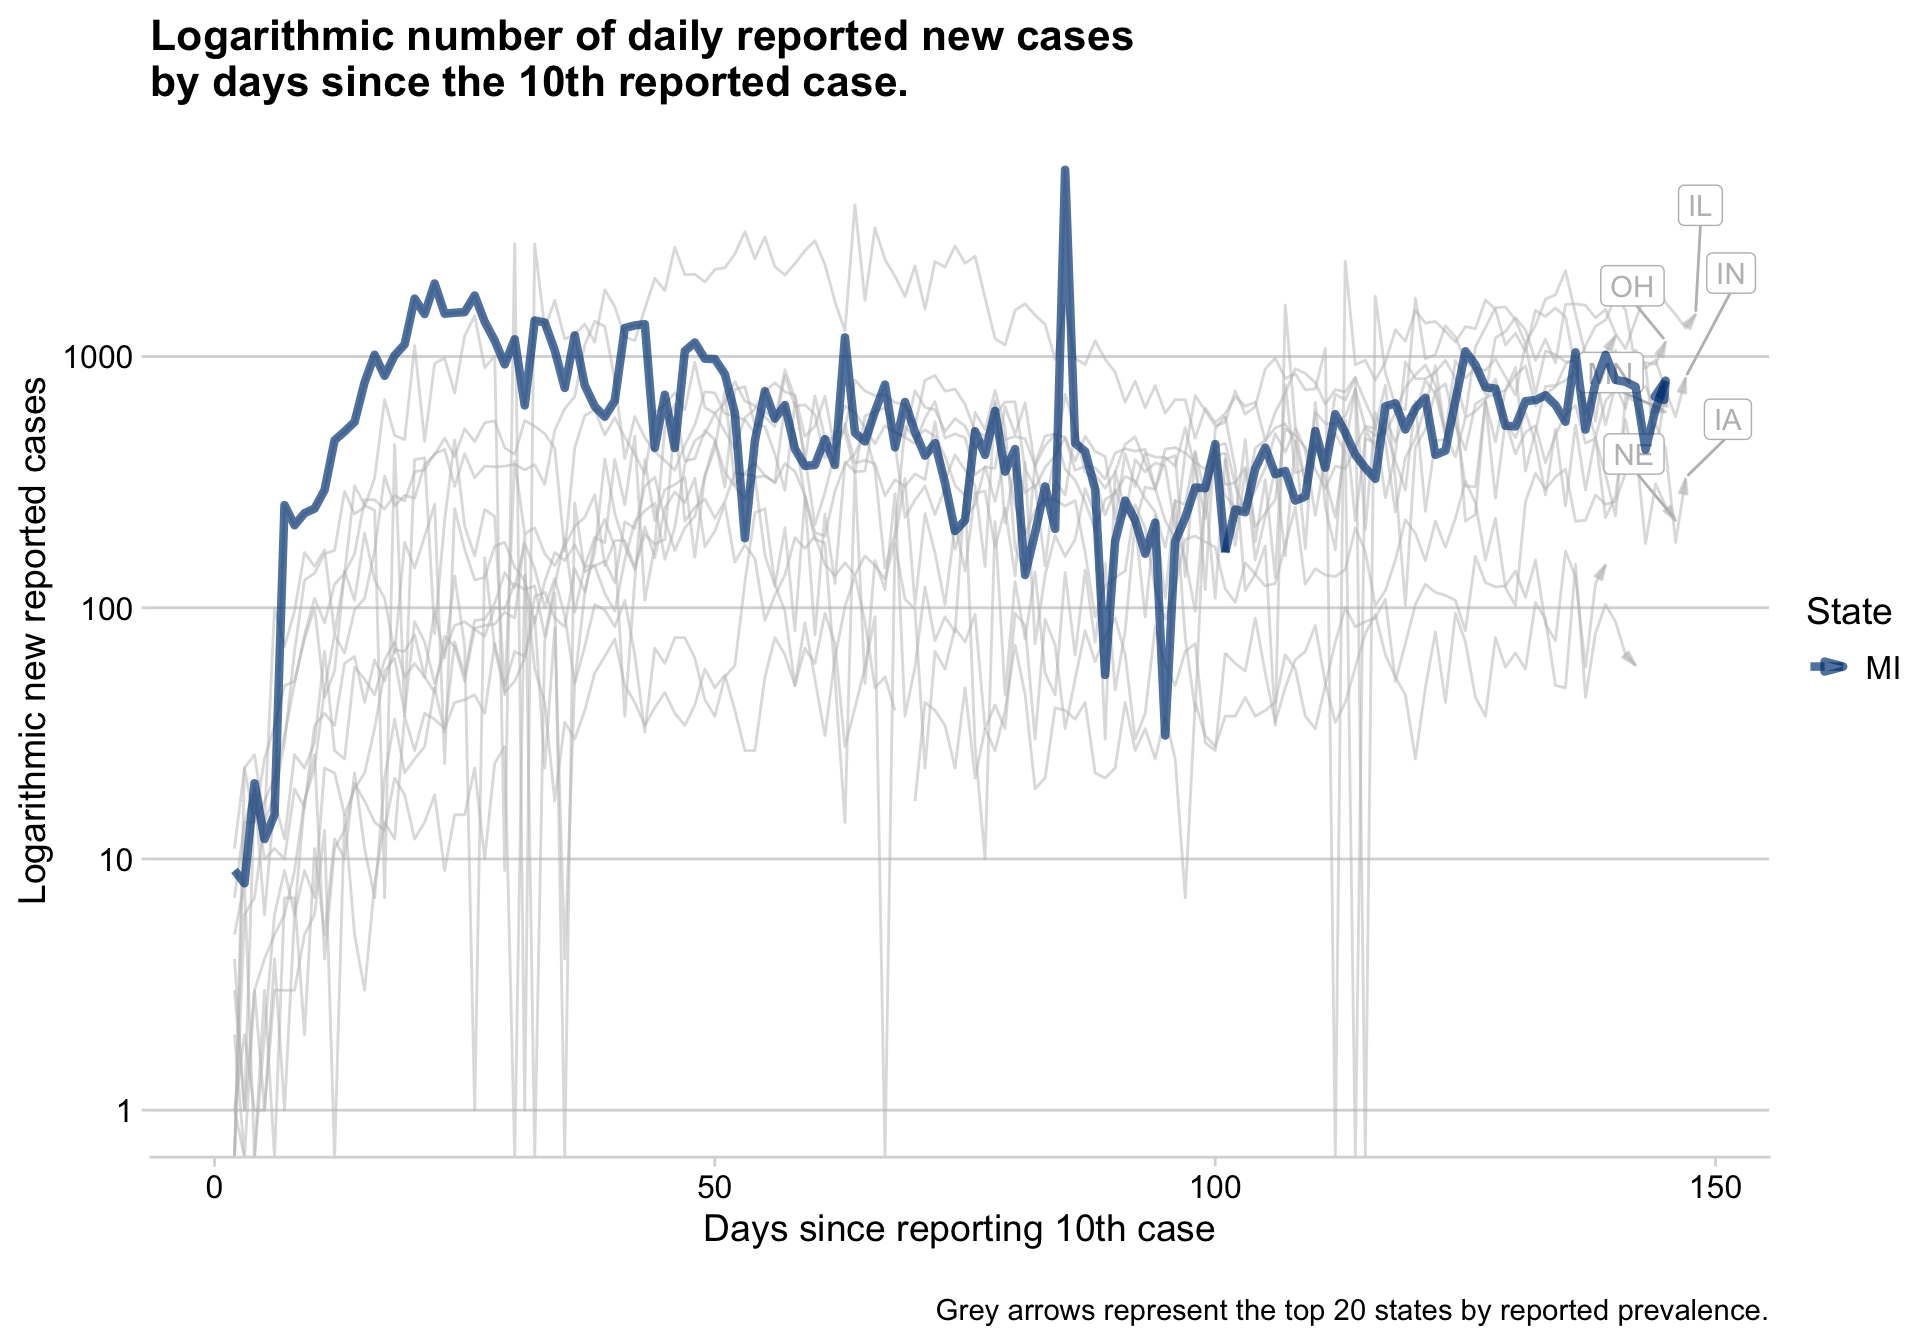 Logarithmic number of daily reported new cases
by days since the 10th reported case.
IL
IN
OH
MN
IA
NE
1000
100
10
1
Logarithmic new reported cases
0
50
100
150
Days since reporting 10th case
State
MI
Grey arrows represent the top 20 states by reported prevalence.